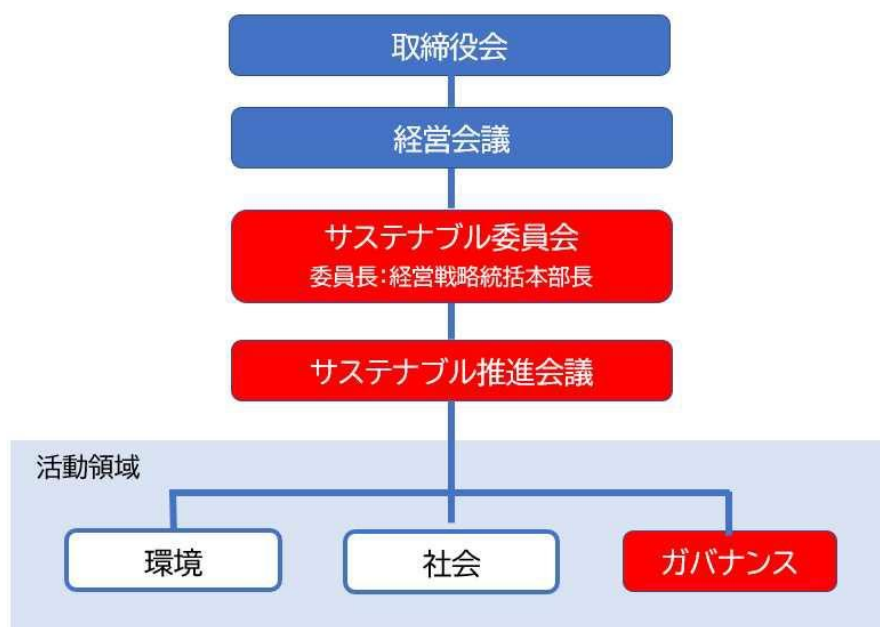 取締役会
経営会議
サステナブル委員会
委員長:経営戦略統括本部長
サステナブル推進会議
活動領域
環境
社会
ガバナンス